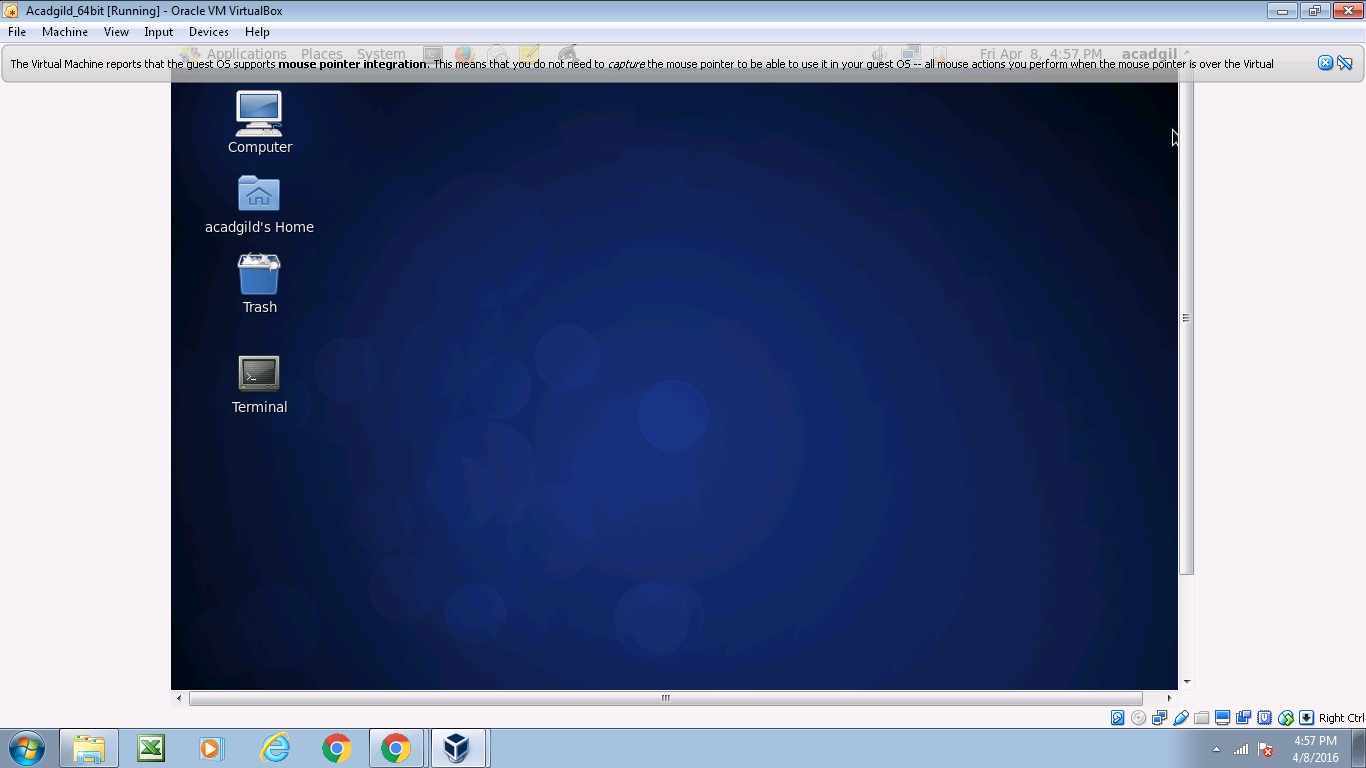 Acadgild_64bit [Running] - Oracle VM VirtualBox
File Machine View Input Devices Help
Applications Places System Fri Apr 8, 4:57 PM acadgil
The Virtual Machine reports that the guest OS supports mouse pointer integration. This means that you do not need to capture the mouse pointer to be able to use it in your guest OS -- all mouse actions you perform when the mouse pointer is over the Virtual
Computer
acadgild's Home
Trash
Terminal
Right Ctrl
4:57 PM
4/8/2016